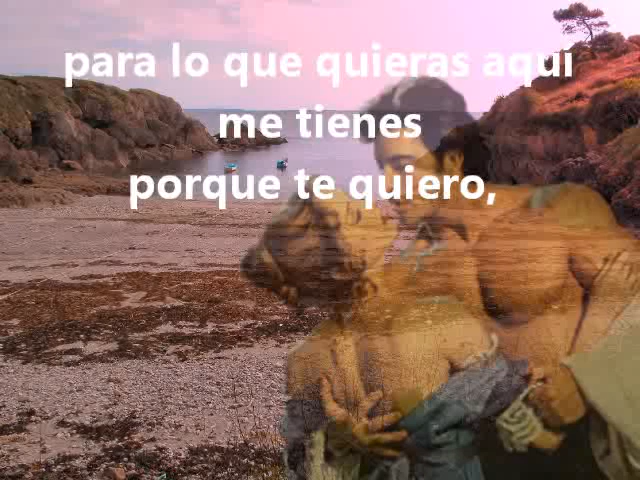 para lo que quieras aquí
me tienes
porque te quiero,